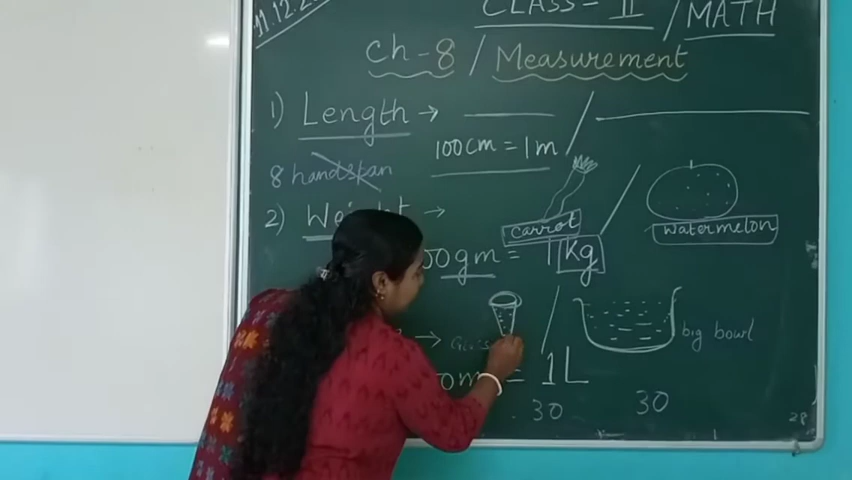 11.12.2
CLASS - II / MATH
Ch - 8 / Measurement
1) Length →
100cm = 1m
8 handspan
2) Weight →
carrot
watermelon
00gm = 1kg
big bowl
= 1L
30 30
28